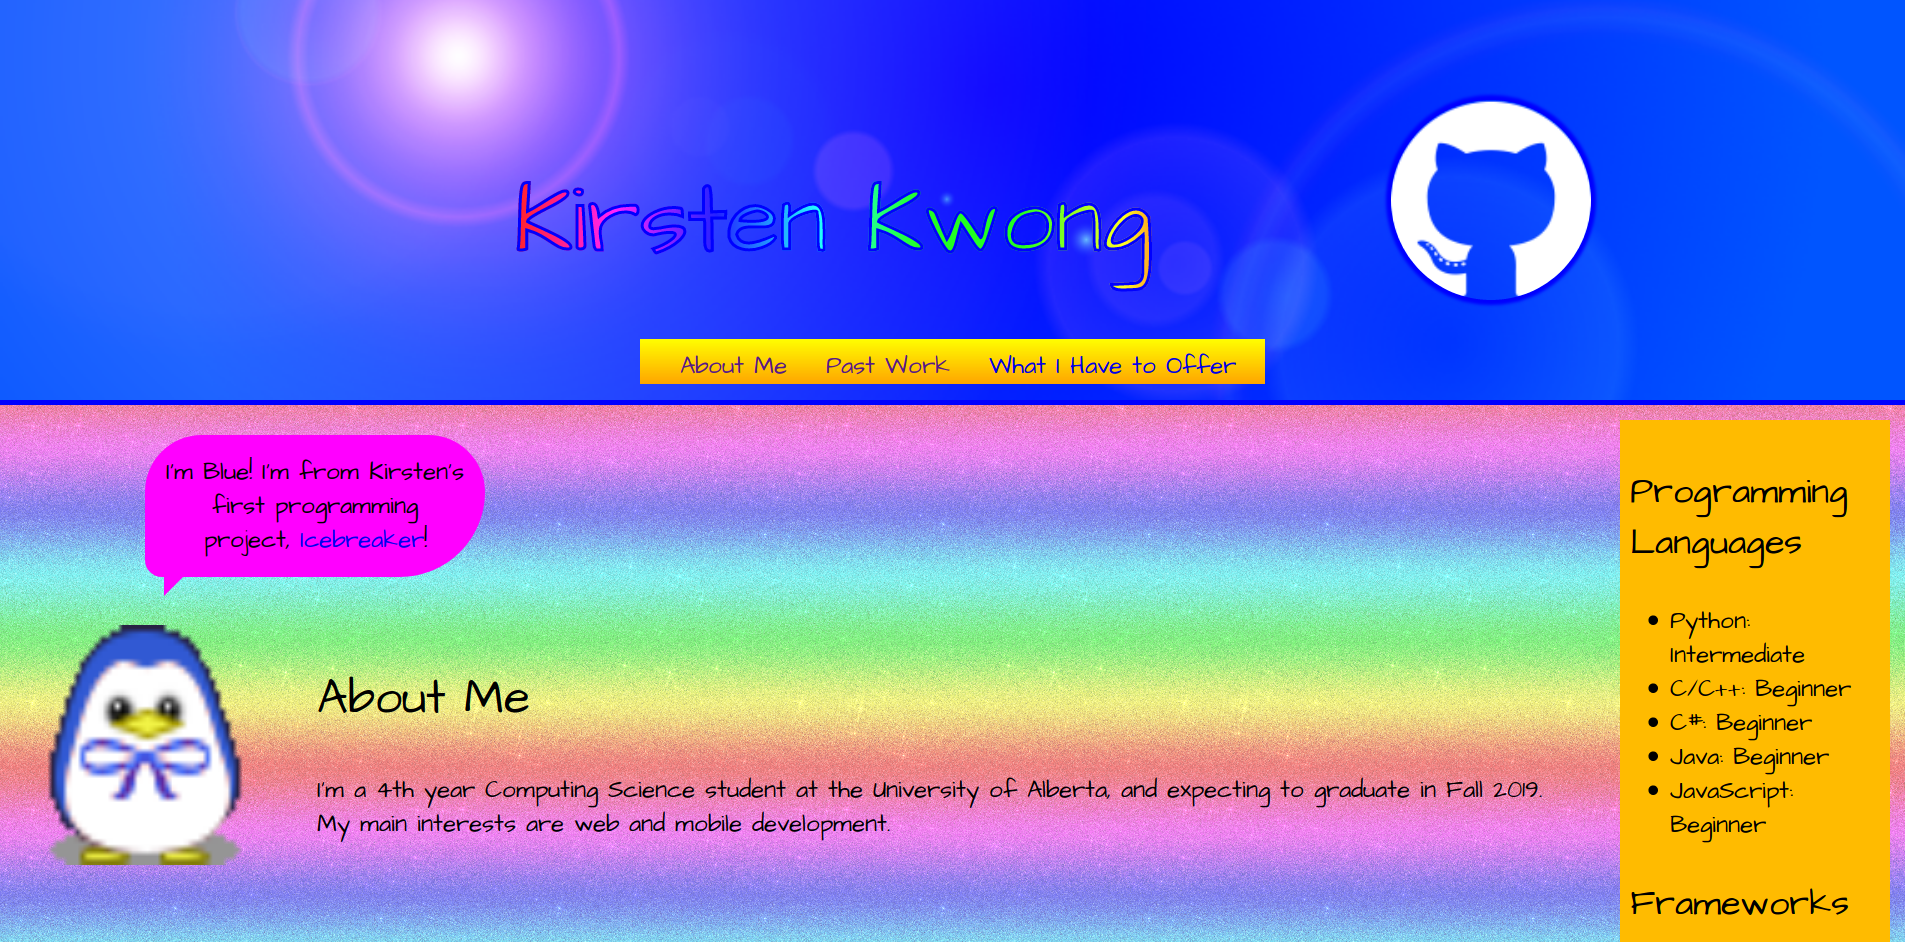 Kirsten Kwong
About Me Past Work What I Have to Offer
I'm Blue! I'm from Kirsten's
first programming
project, Icebreaker!
About Me
I'm a 4th year Computing Science student at the University of Alberta, and expecting to graduate in Fall 2019.
My main interests are web and mobile development.
Programming
Languages
Python:
Intermediate
C/C++: Beginner
C#: Beginner
Java: Beginner
JavaScript:
Beginner
Frameworks